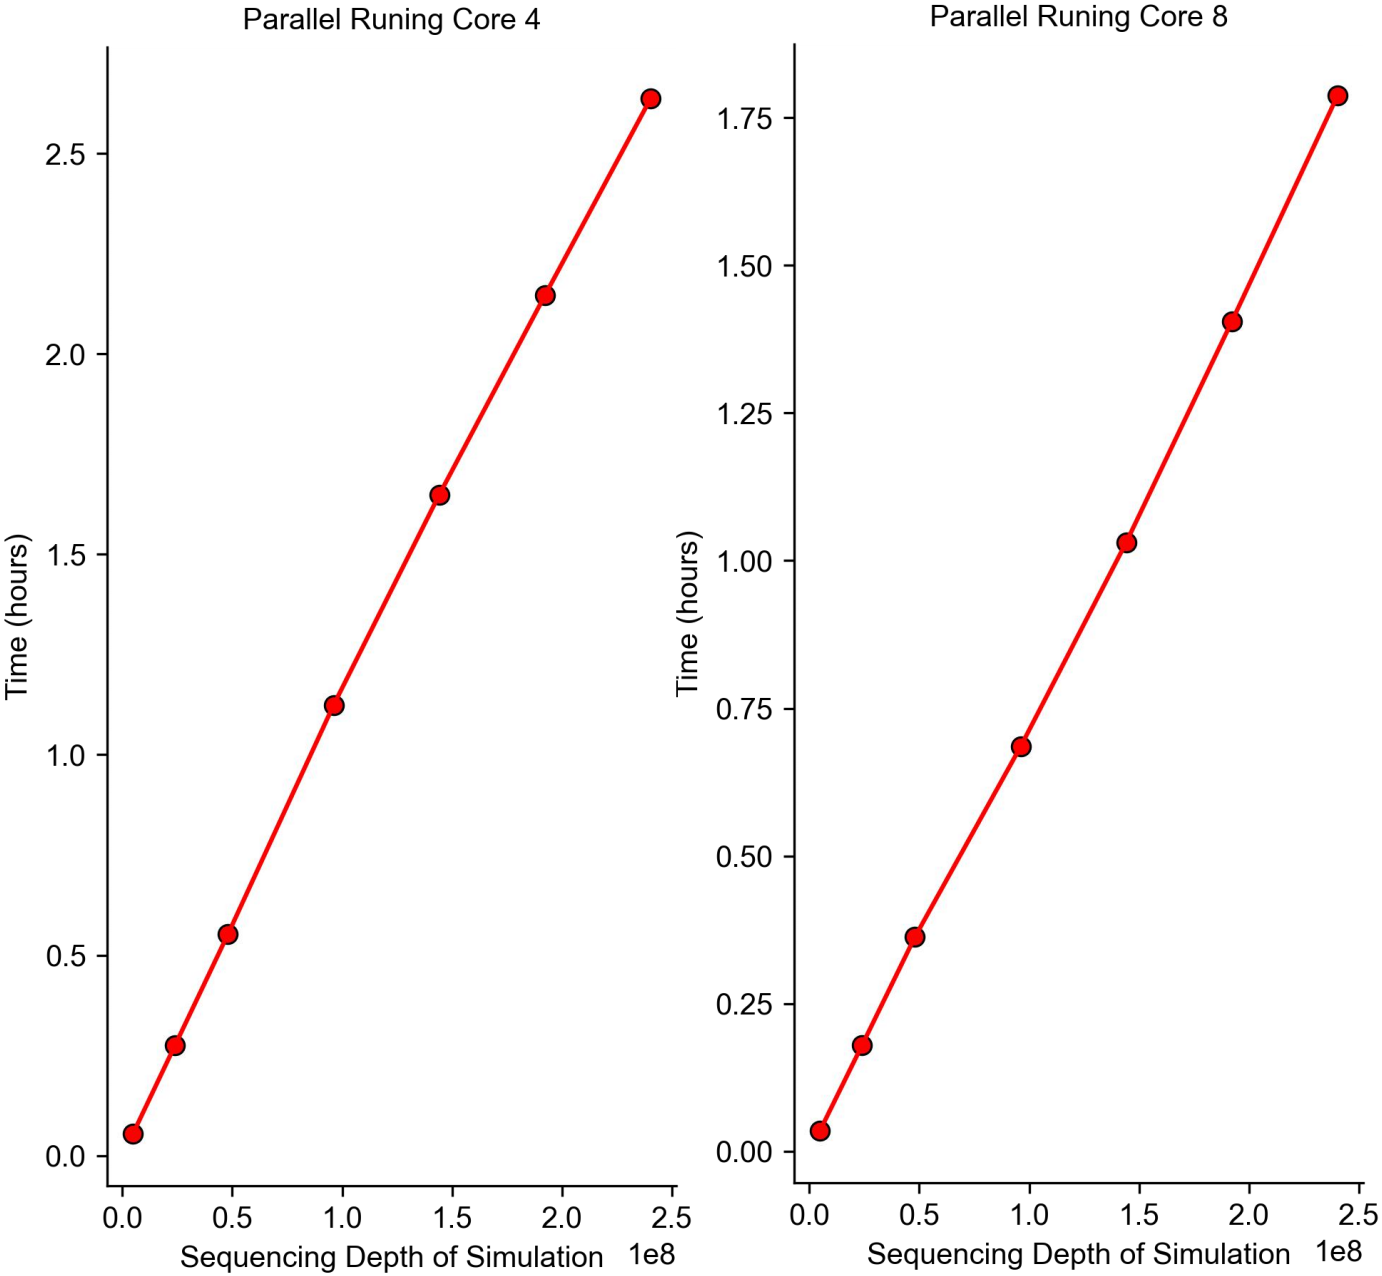 Parallel Runing Core 4
2.5
2.0
1.5
1.0
0.5
0.0
Time (hours)
0.0 0.5 1.0 1.5 2.0 2.5
Sequencing Depth of Simulation 1e8
Parallel Runing Core 8
1.75
1.50
1.25
1.00
0.75
0.50
0.25
0.00
Time (hours)
0.0 0.5 1.0 1.5 2.0 2.5
Sequencing Depth of Simulation 1e8